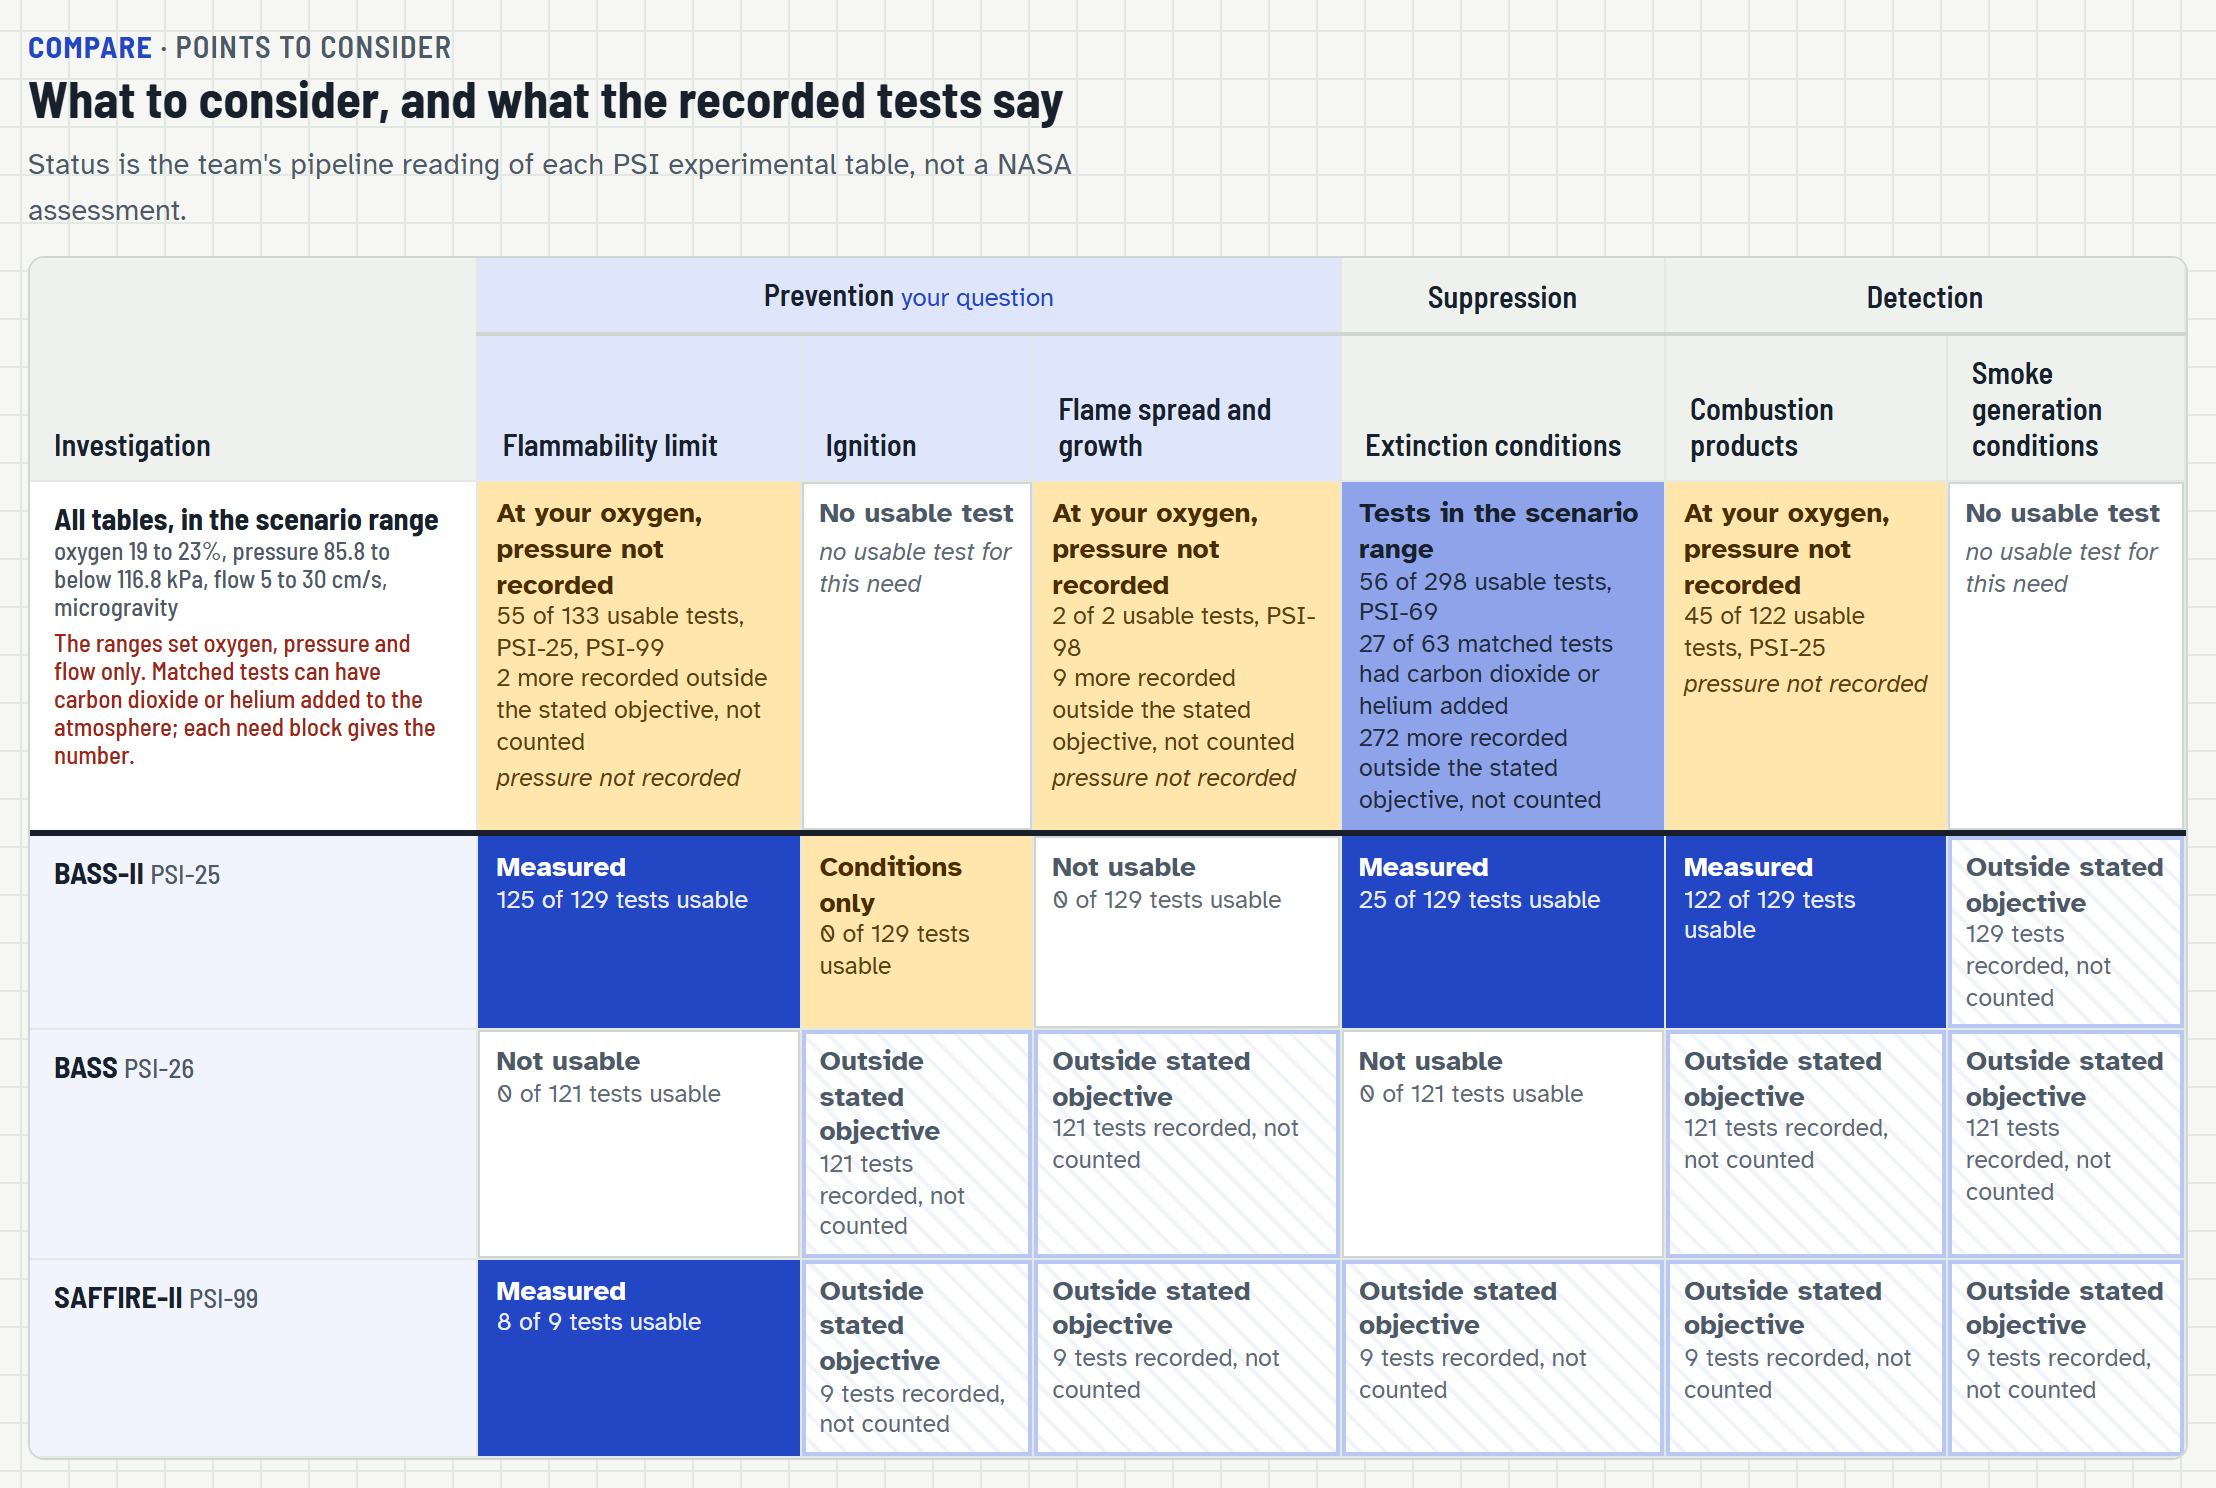 COMPARE · POINTS TO CONSIDER
What to consider, and what the recorded tests say
Status is the team's pipeline reading of each PSI experimental table, not a NASA
assessment.
Prevention your question
Suppression
Detection
Investigation
Flammability limit
Ignition
Flame spread and
growth
Extinction conditions
Combustion
products
Smoke
generation
conditions
All tables, in the scenario range
oxygen 19 to 23%, pressure 85.8 to
below 116.8 kPa, flow 5 to 30 cm/s,
microgravity
The ranges set oxygen, pressure and
flow only. Matched tests can have
carbon dioxide or helium added to the
atmosphere; each need block gives the
number.
At your oxygen,
pressure not
recorded
55 of 133 usable tests,
PSI-25, PSI-99
2 more recorded outside
the stated objective, not
counted
pressure not recorded
No usable test
no usable test for
this need
At your oxygen,
pressure not
recorded
2 of 2 usable tests, PSI-
98
9 more recorded
outside the stated
objective, not counted
pressure not recorded
Tests in the scenario
range
56 of 298 usable tests,
PSI-69
27 of 63 matched tests
had carbon dioxide or
helium added
272 more recorded
outside the stated
objective, not counted
At your oxygen,
pressure not
recorded
45 of 122 usable
tests, PSI-25
pressure not recorded
No usable test
no usable test for
this need
BASS-II PSI-25
Measured
125 of 129 tests usable
Conditions
only
0 of 129 tests
usable
Not usable
0 of 129 tests usable
Measured
25 of 129 tests usable
Measured
122 of 129 tests
usable
Outside stated
objective
129 tests
recorded, not
counted
BASS PSI-26
Not usable
0 of 121 tests usable
Outside
stated
objective
121 tests
recorded, not
counted
Outside stated
objective
121 tests recorded, not
counted
Not usable
0 of 121 tests usable
Outside stated
objective
121 tests recorded,
not counted
Outside stated
objective
121 tests
recorded, not
counted
SAFFIRE-II PSI-99
Measured
8 of 9 tests usable
Outside
stated
objective
9 tests recorded,
not counted
Outside stated
objective
9 tests recorded, not
counted
Outside stated
objective
9 tests recorded, not
counted
Outside stated
objective
9 tests recorded, not
counted
Outside stated
objective
9 tests recorded,
not counted